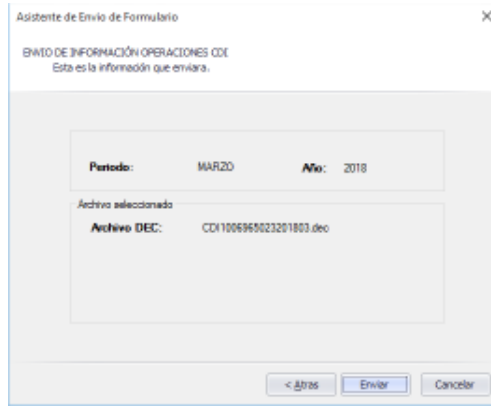 Asistente de Envio de Formulario
ENVIO DE INFORMACIÓN OPERACIONES CDI
Esta es la información que enviara.
Periodo: MARZO Año: 2018
Archivo seleccionado
Archivo DEC: CDI1006965023201803.dec
< Atras Enviar Cancelar